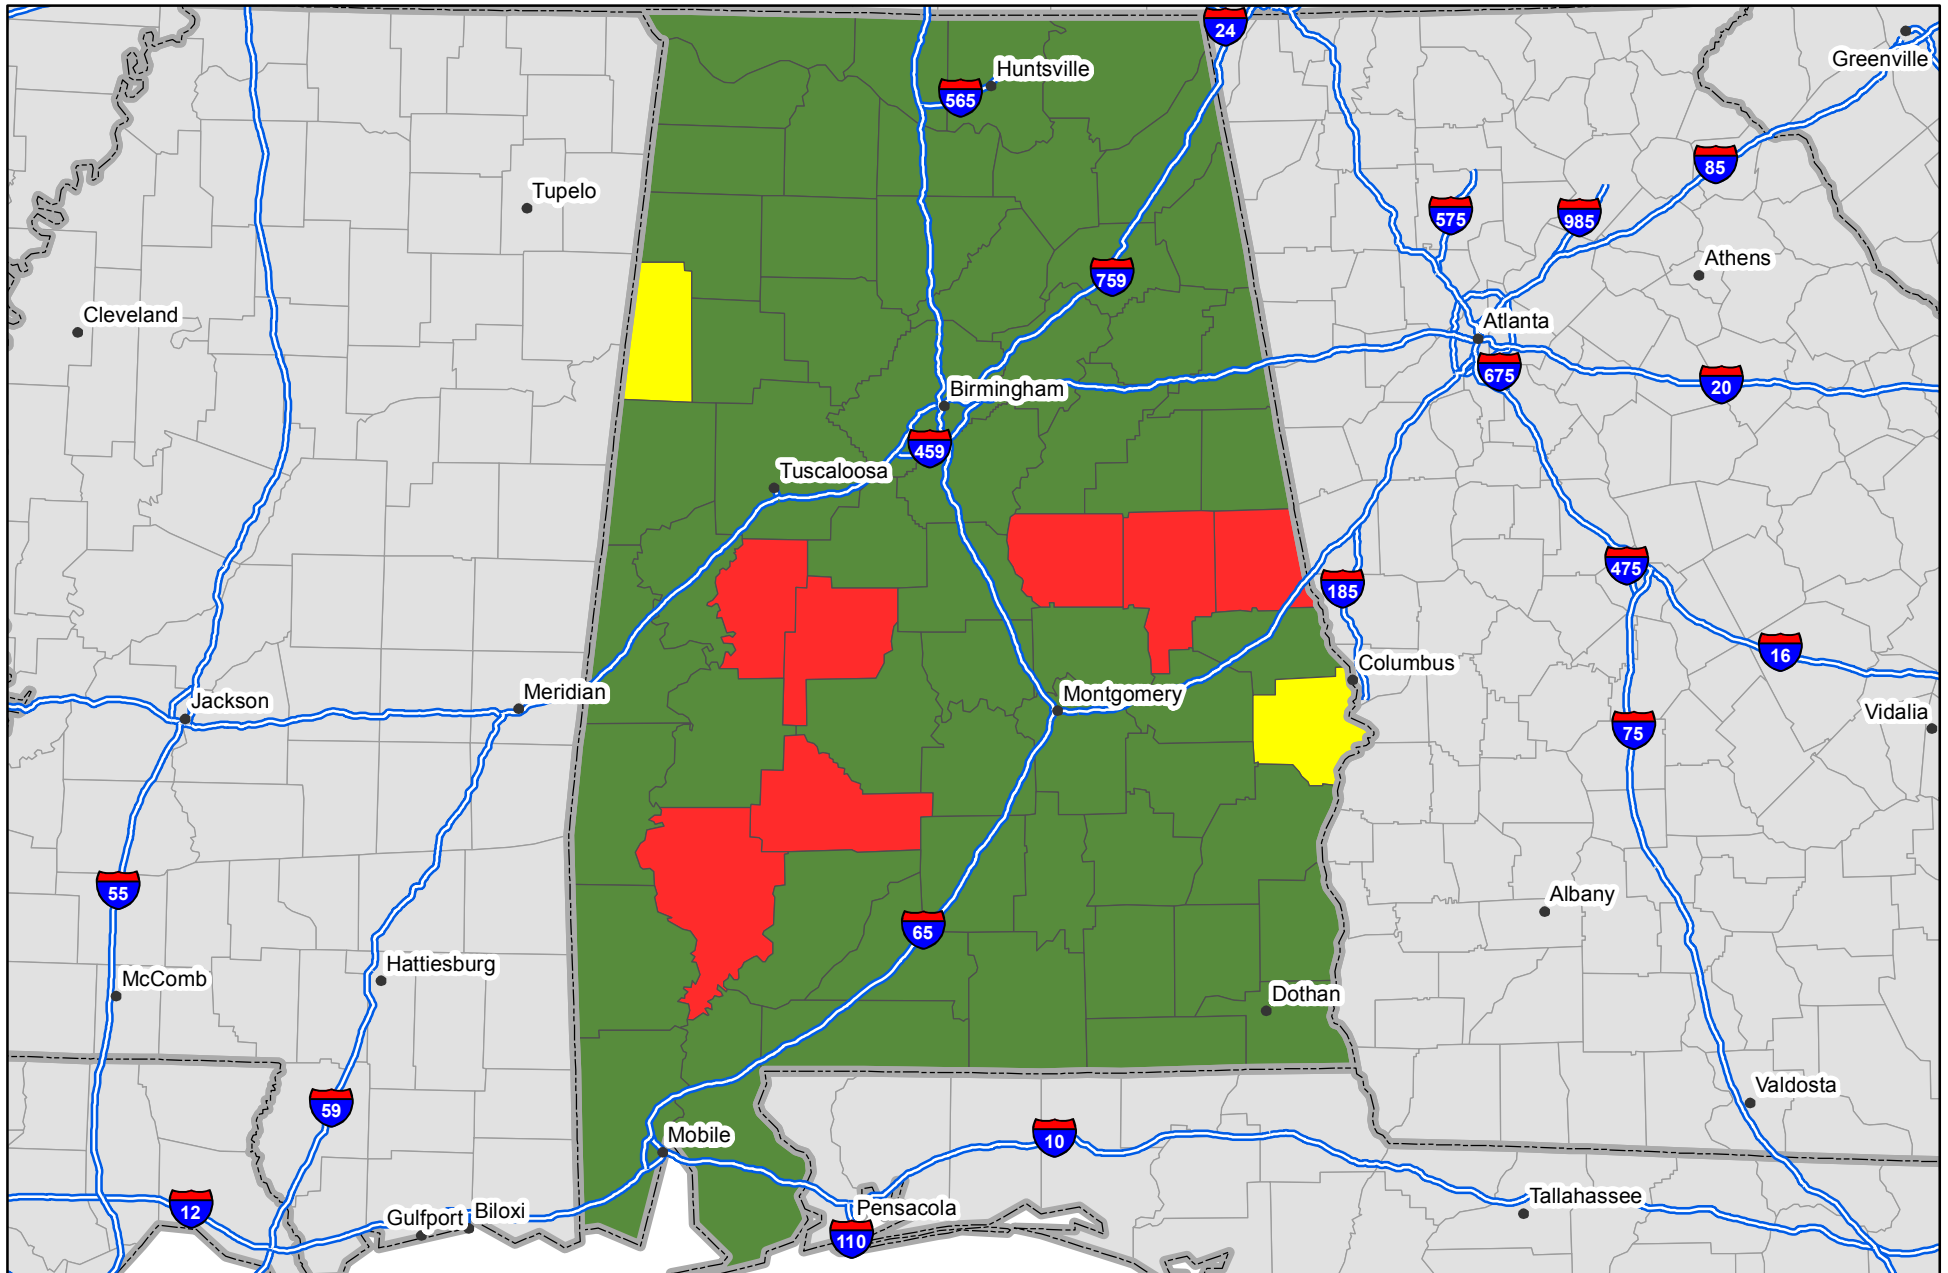 24
Greenville
Huntsville
565
85
Tupelo
575
985
Athens
759
Cleveland
Atlanta
675
20
Birmingham
459
Tuscaloosa
475
185
16
Columbus
Meridian
Montgomery
Jackson
Vidalia
75
55
Albany
65
Hattiesburg
McComb
Dothan
Valdosta
59
10
Mobile
Tallahassee
12
Gulfport
Biloxi
Pensacola
110